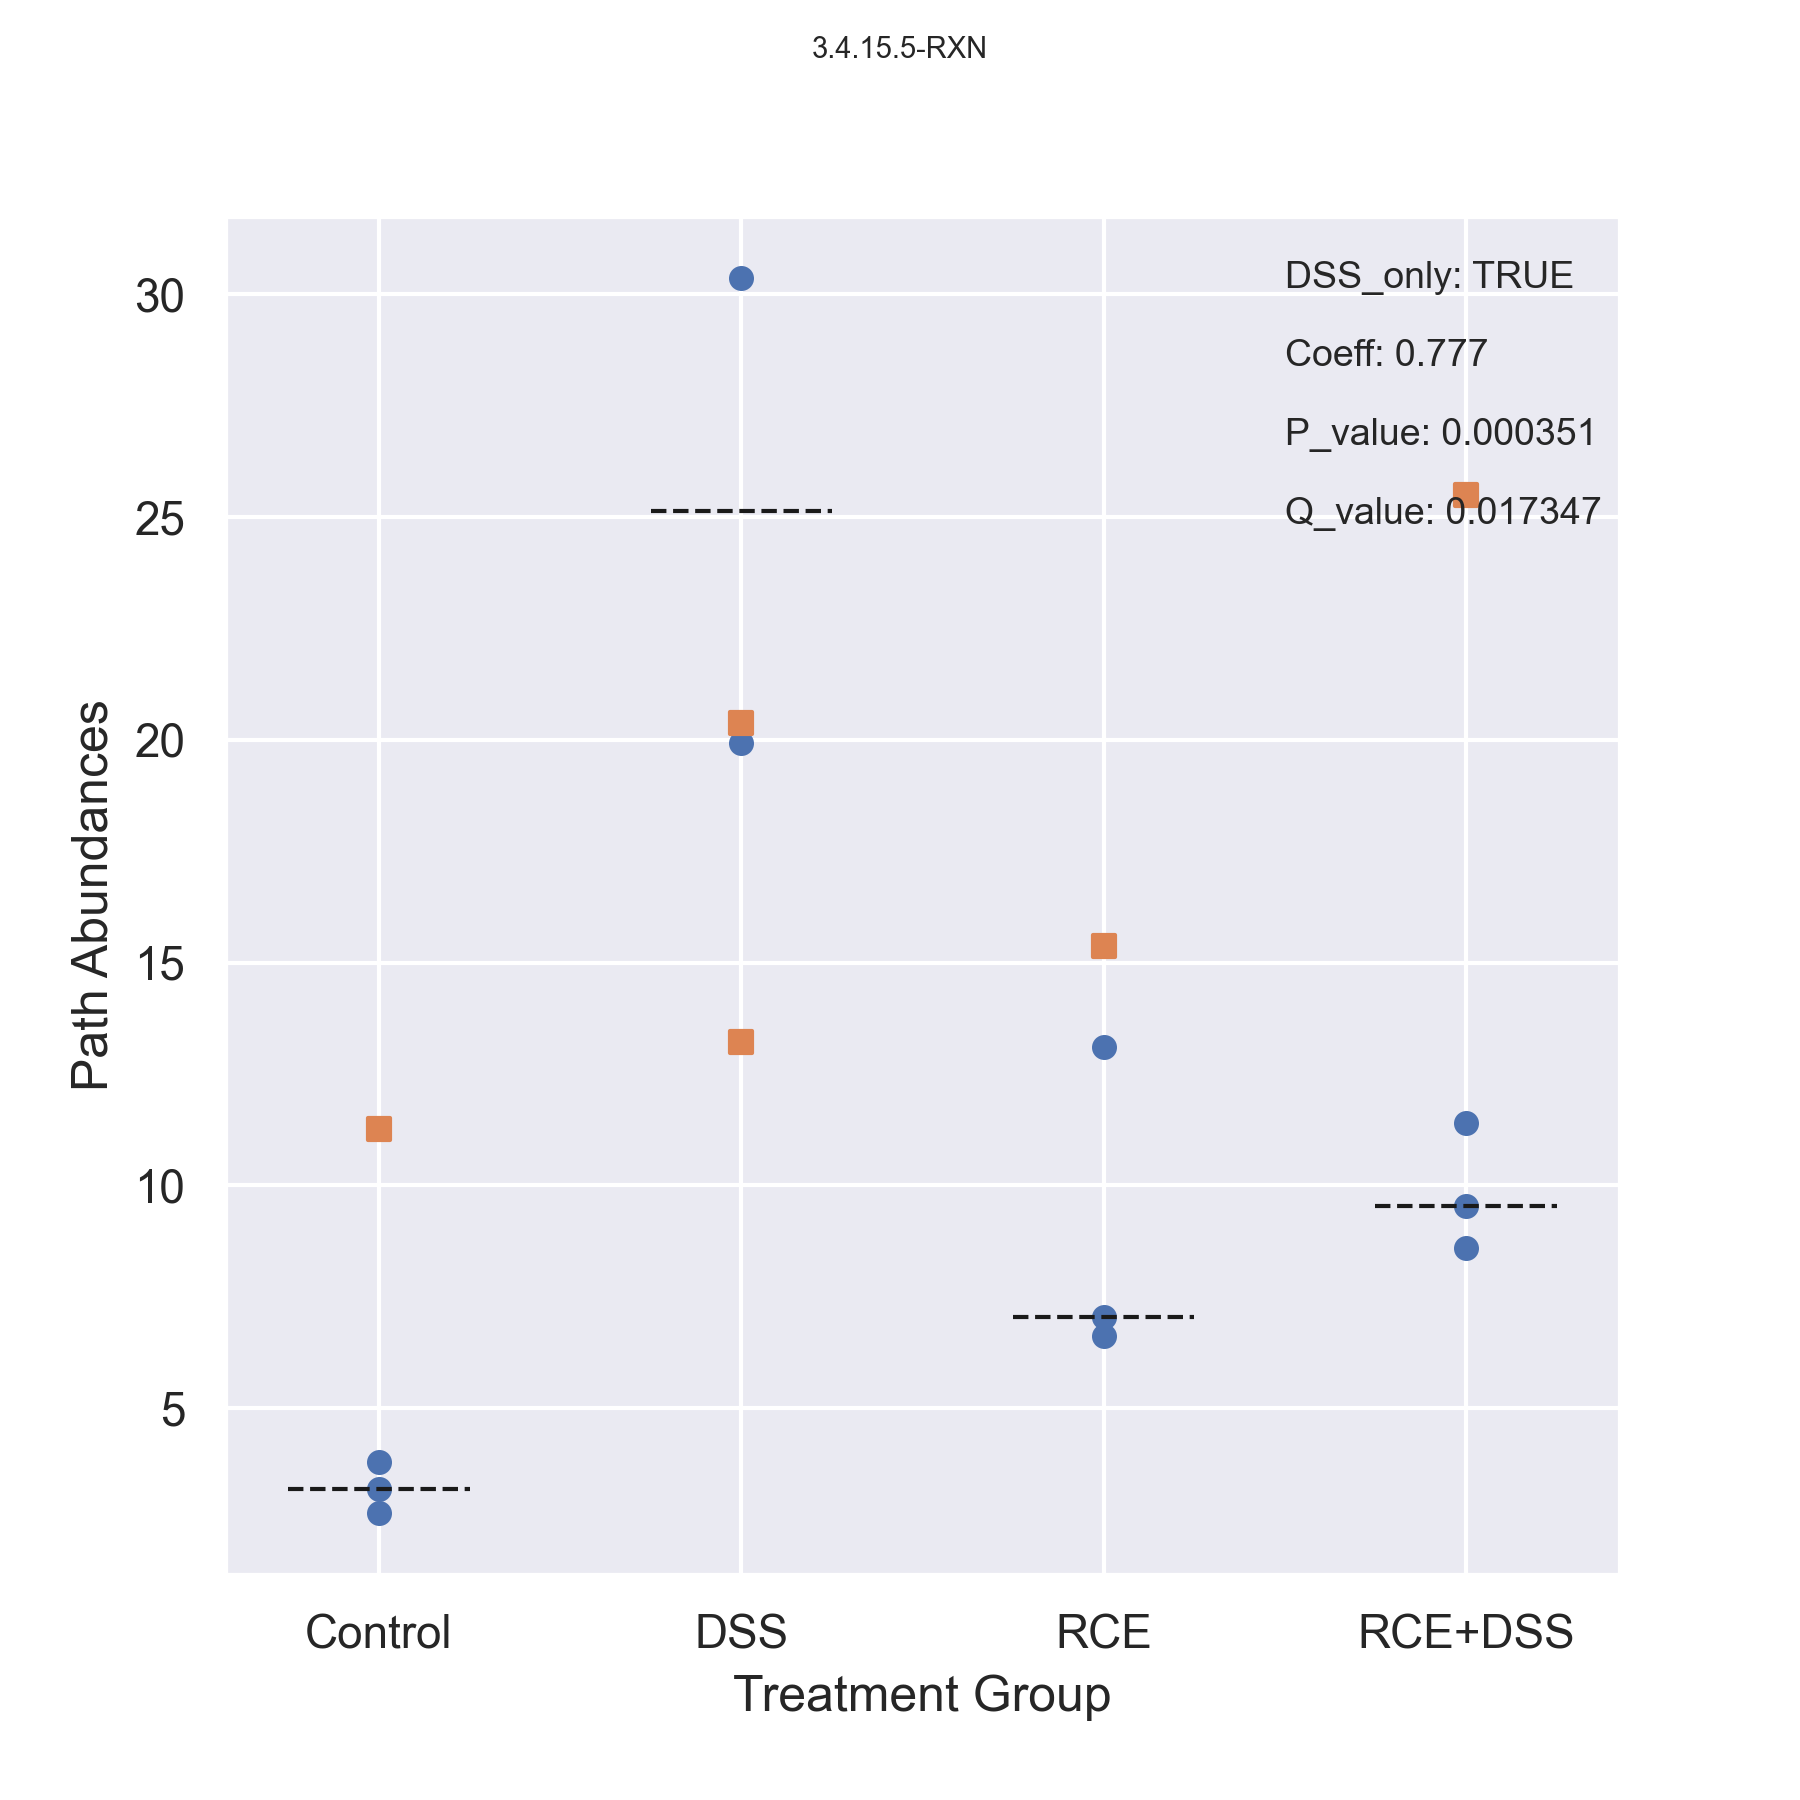 3.4.15.5-RXN
DSS_only: TRUE
Coeff: 0.777
P_value: 0.000351
Q_value: 0.017347
30
25
20
15
10
5
Path Abundances
Control
DSS
RCE
RCE+DSS
Treatment Group